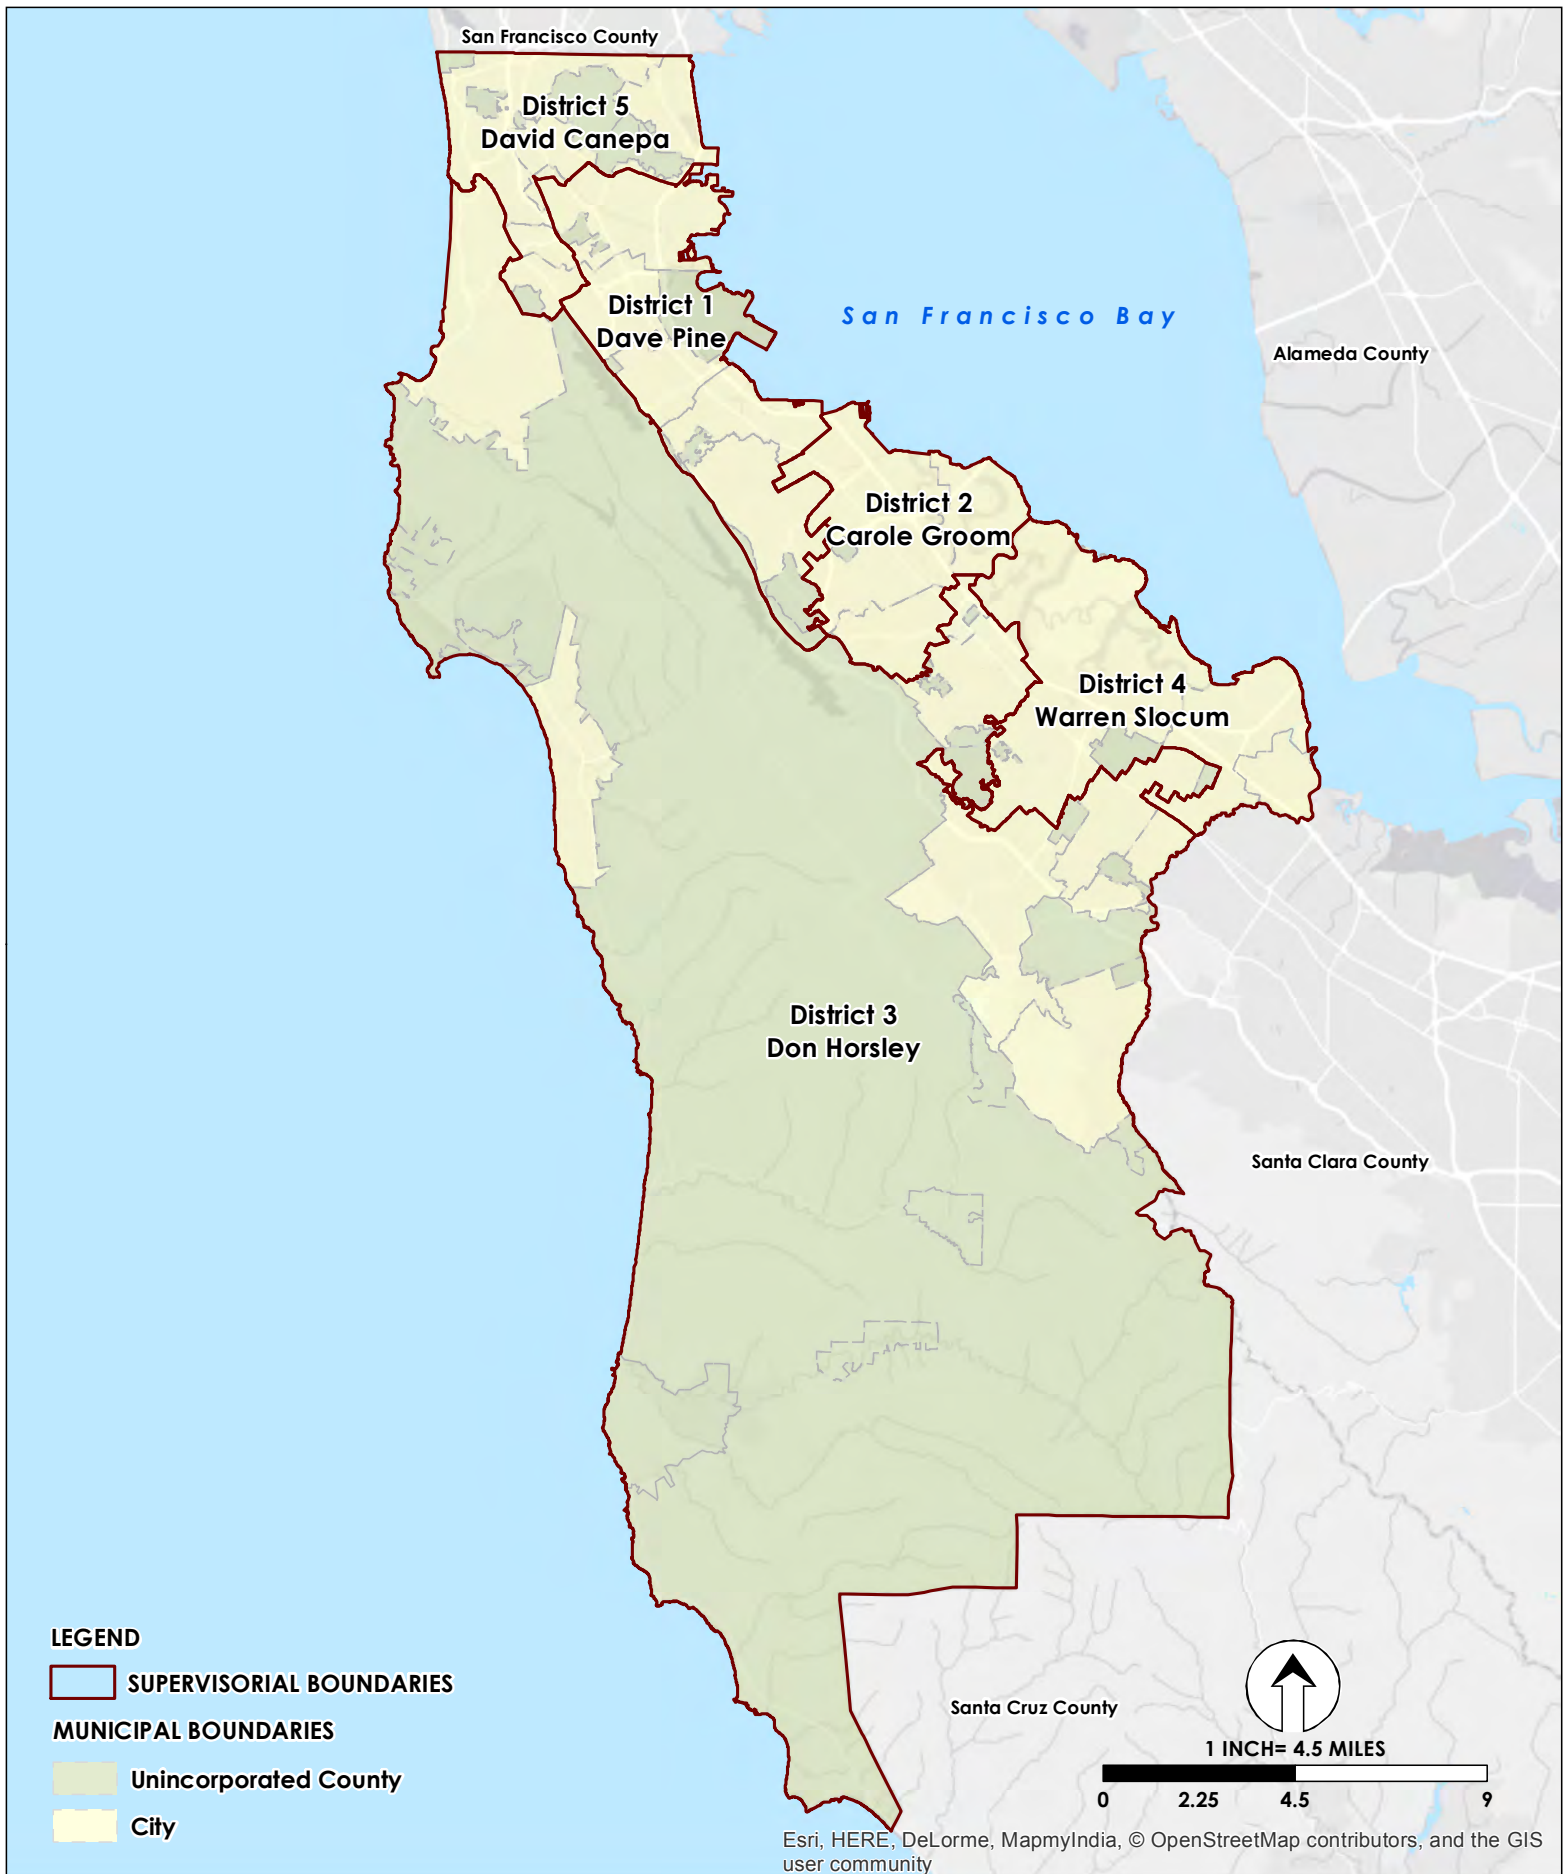 San Francisco County
District 5
David Canepa
District 1
Dave Pine
San Francisco Bay
Alameda County
District 2
Carole Groom
District 4
Warren Slocum
District 3
Don Horsley
Santa Clara County
LEGEND
SUPERVISORIAL BOUNDARIES
MUNICIPAL BOUNDARIES
Unincorporated County
City
Santa Cruz County
1 INCH= 4.5 MILES
0 2.25 4.5 9
Esri, HERE, DeLorme, MapmyIndia, © OpenStreetMap contributors, and the GIS
user community